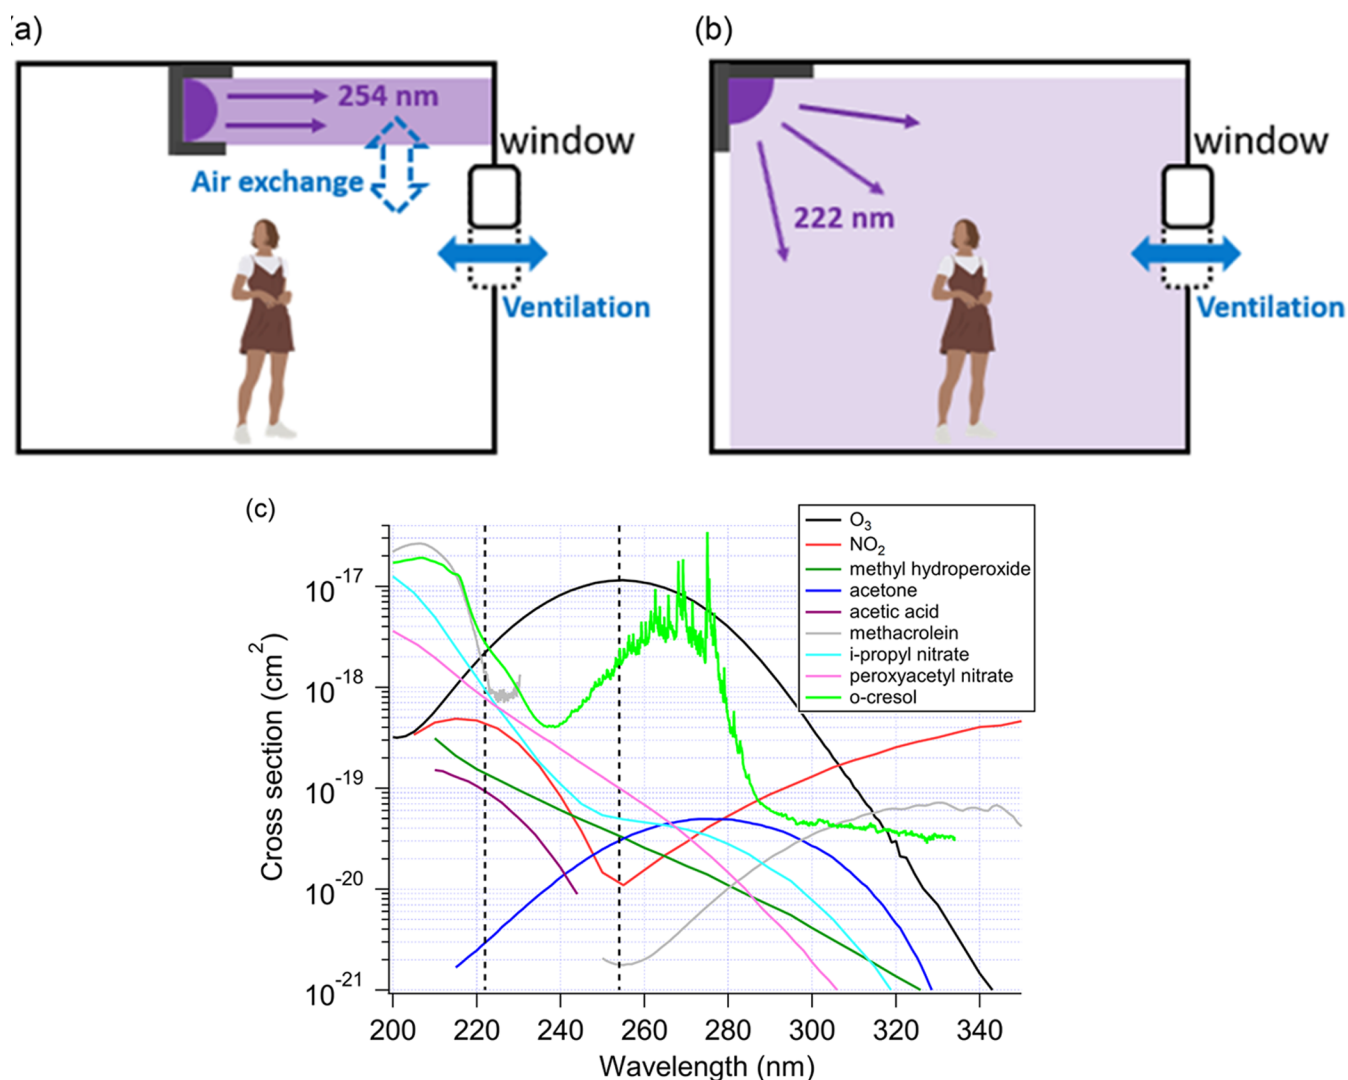 (a)
(b)
254 nm
window
Air exchange
Ventilation
222 nm
window
Ventilation
(c)
O3
NO2
methyl hydroperoxide
acetone
acetic acid
methacrolein
i-propyl nitrate
peroxyacetyl nitrate
o-cresol
Cross section (cm2)
10-17
10-18
10-19
10-20
10-21
200 220 240 260 280 300 320 340
Wavelength (nm)